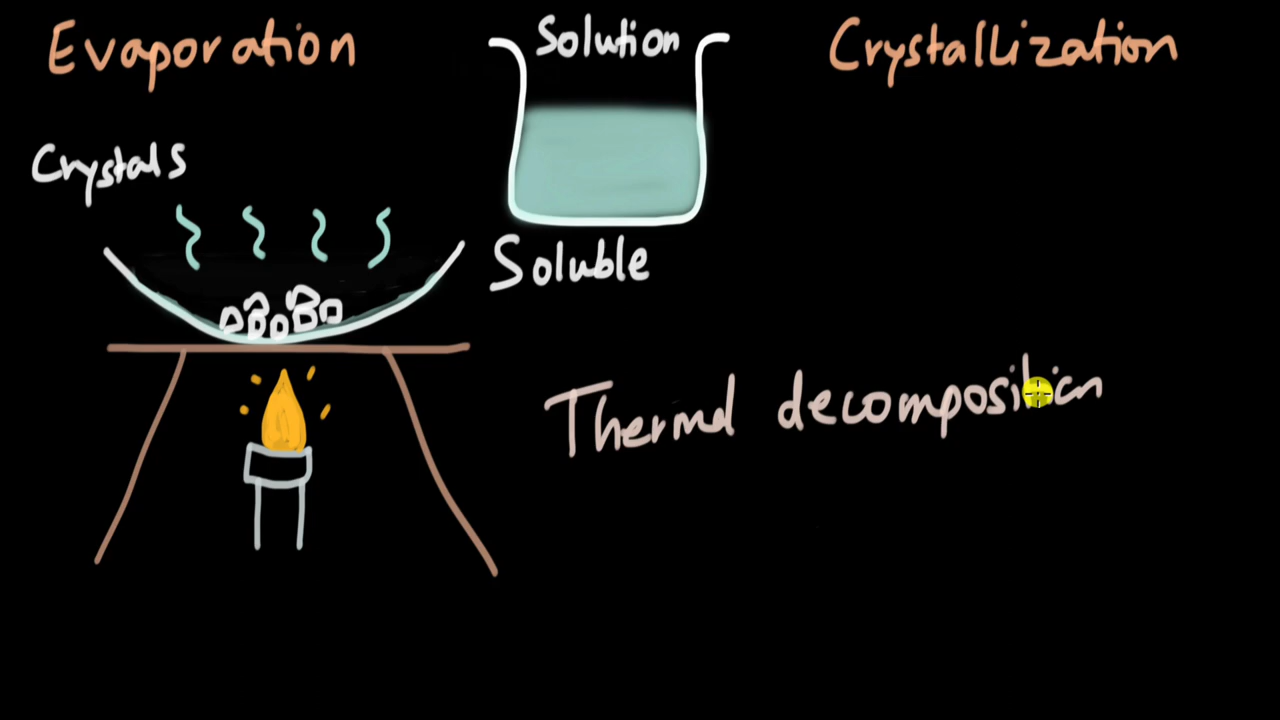 Evaporation
Solution
Crystallization
Crystals
Soluble
Thermal decomposition